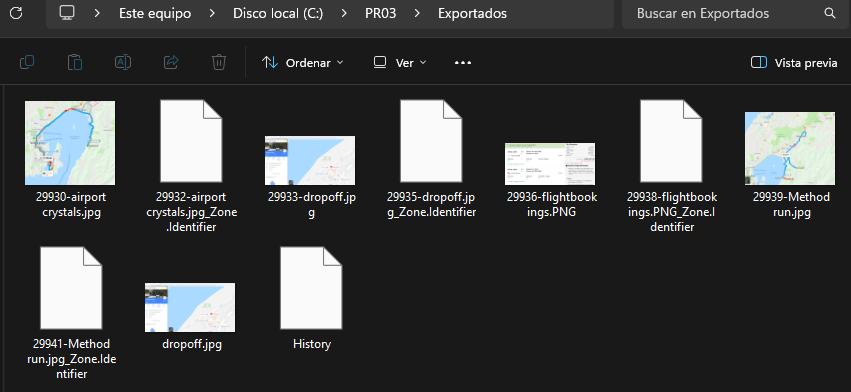 Este equipo > Disco local (C:) > PR03 > Exportados
Buscar en Exportados
Ordenar
Ver
Vista previa
29930-airport
crystals.jpg
29932-airport
crystals.jpg_Zone
.Identifier
29933-dropoff.jp
g
29935-dropoff.jp
g_Zone.Identifier
29936-flightbook
ings.PNG
29938-flightbook
ings.PNG_Zone.I
dentifier
29939-Method
run.jpg
29941-Method
run.jpg_Zone.Ide
ntifier
dropoff.jpg
History